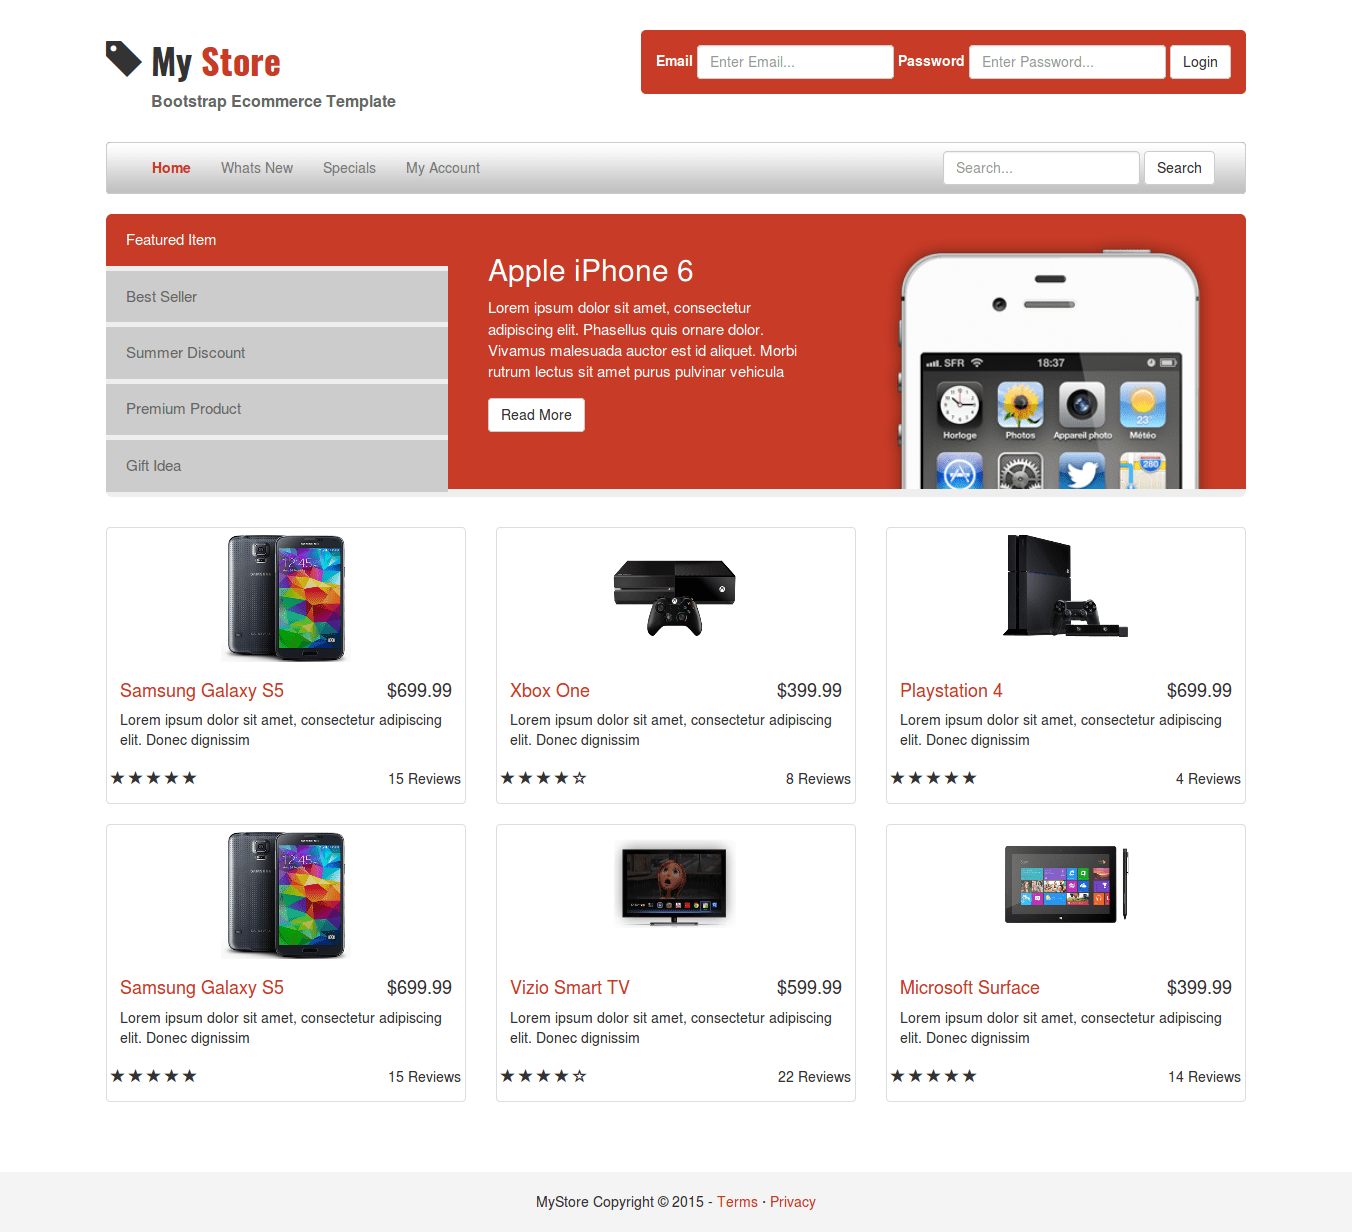 My Store
Bootstrap Ecommerce Template
Email Enter Email... Password Enter Password... Login
Home Whats New Specials My Account Search... Search
Featured Item
Best Seller
Summer Discount
Premium Product
Gift Idea
Apple iPhone 6
Lorem ipsum dolor sit amet, consectetur
adipiscing elit. Phasellus quis ornare dolor.
Vivamus malesuada auctor est id aliquet. Morbi
rutrum lectus sit amet purus pulvinar vehicula
Read More
SFR 18:37
23°
Horloge Photos Appareil photo Météo
280
12:45
Samsung Galaxy S5 $699.99
Lorem ipsum dolor sit amet, consectetur adipiscing
elit. Donec dignissim
★★★★★ 15 Reviews
Xbox One $399.99
Lorem ipsum dolor sit amet, consectetur adipiscing
elit. Donec dignissim
★★★★☆ 8 Reviews
Playstation 4 $699.99
Lorem ipsum dolor sit amet, consectetur adipiscing
elit. Donec dignissim
★★★★★ 4 Reviews
12:45
Samsung Galaxy S5 $699.99
Lorem ipsum dolor sit amet, consectetur adipiscing
elit. Donec dignissim
★★★★★ 15 Reviews
Vizio Smart TV $599.99
Lorem ipsum dolor sit amet, consectetur adipiscing
elit. Donec dignissim
★★★★☆ 22 Reviews
Microsoft Surface $399.99
Lorem ipsum dolor sit amet, consectetur adipiscing
elit. Donec dignissim
★★★★★ 14 Reviews
MyStore Copyright © 2015 - Terms · Privacy